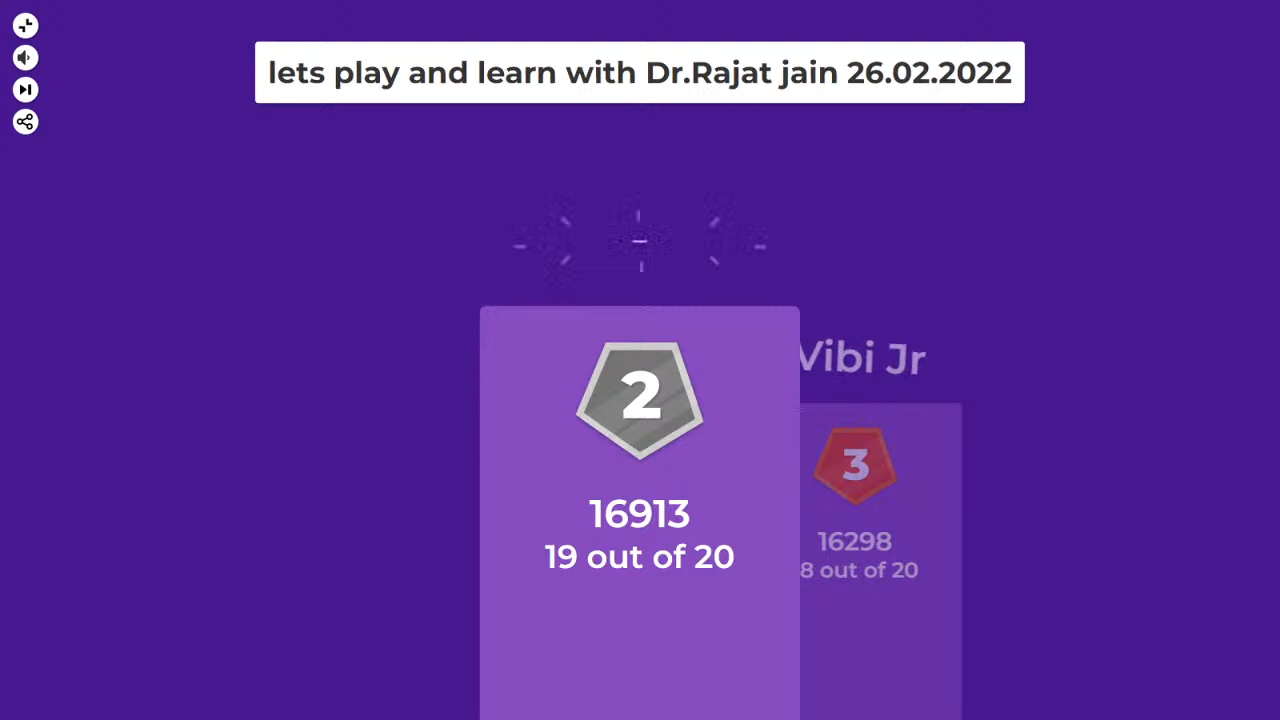 lets play and learn with Dr.Rajat jain 26.02.2022
Vibi Jr
2
3
16913
19 out of 20
16298
8 out of 20